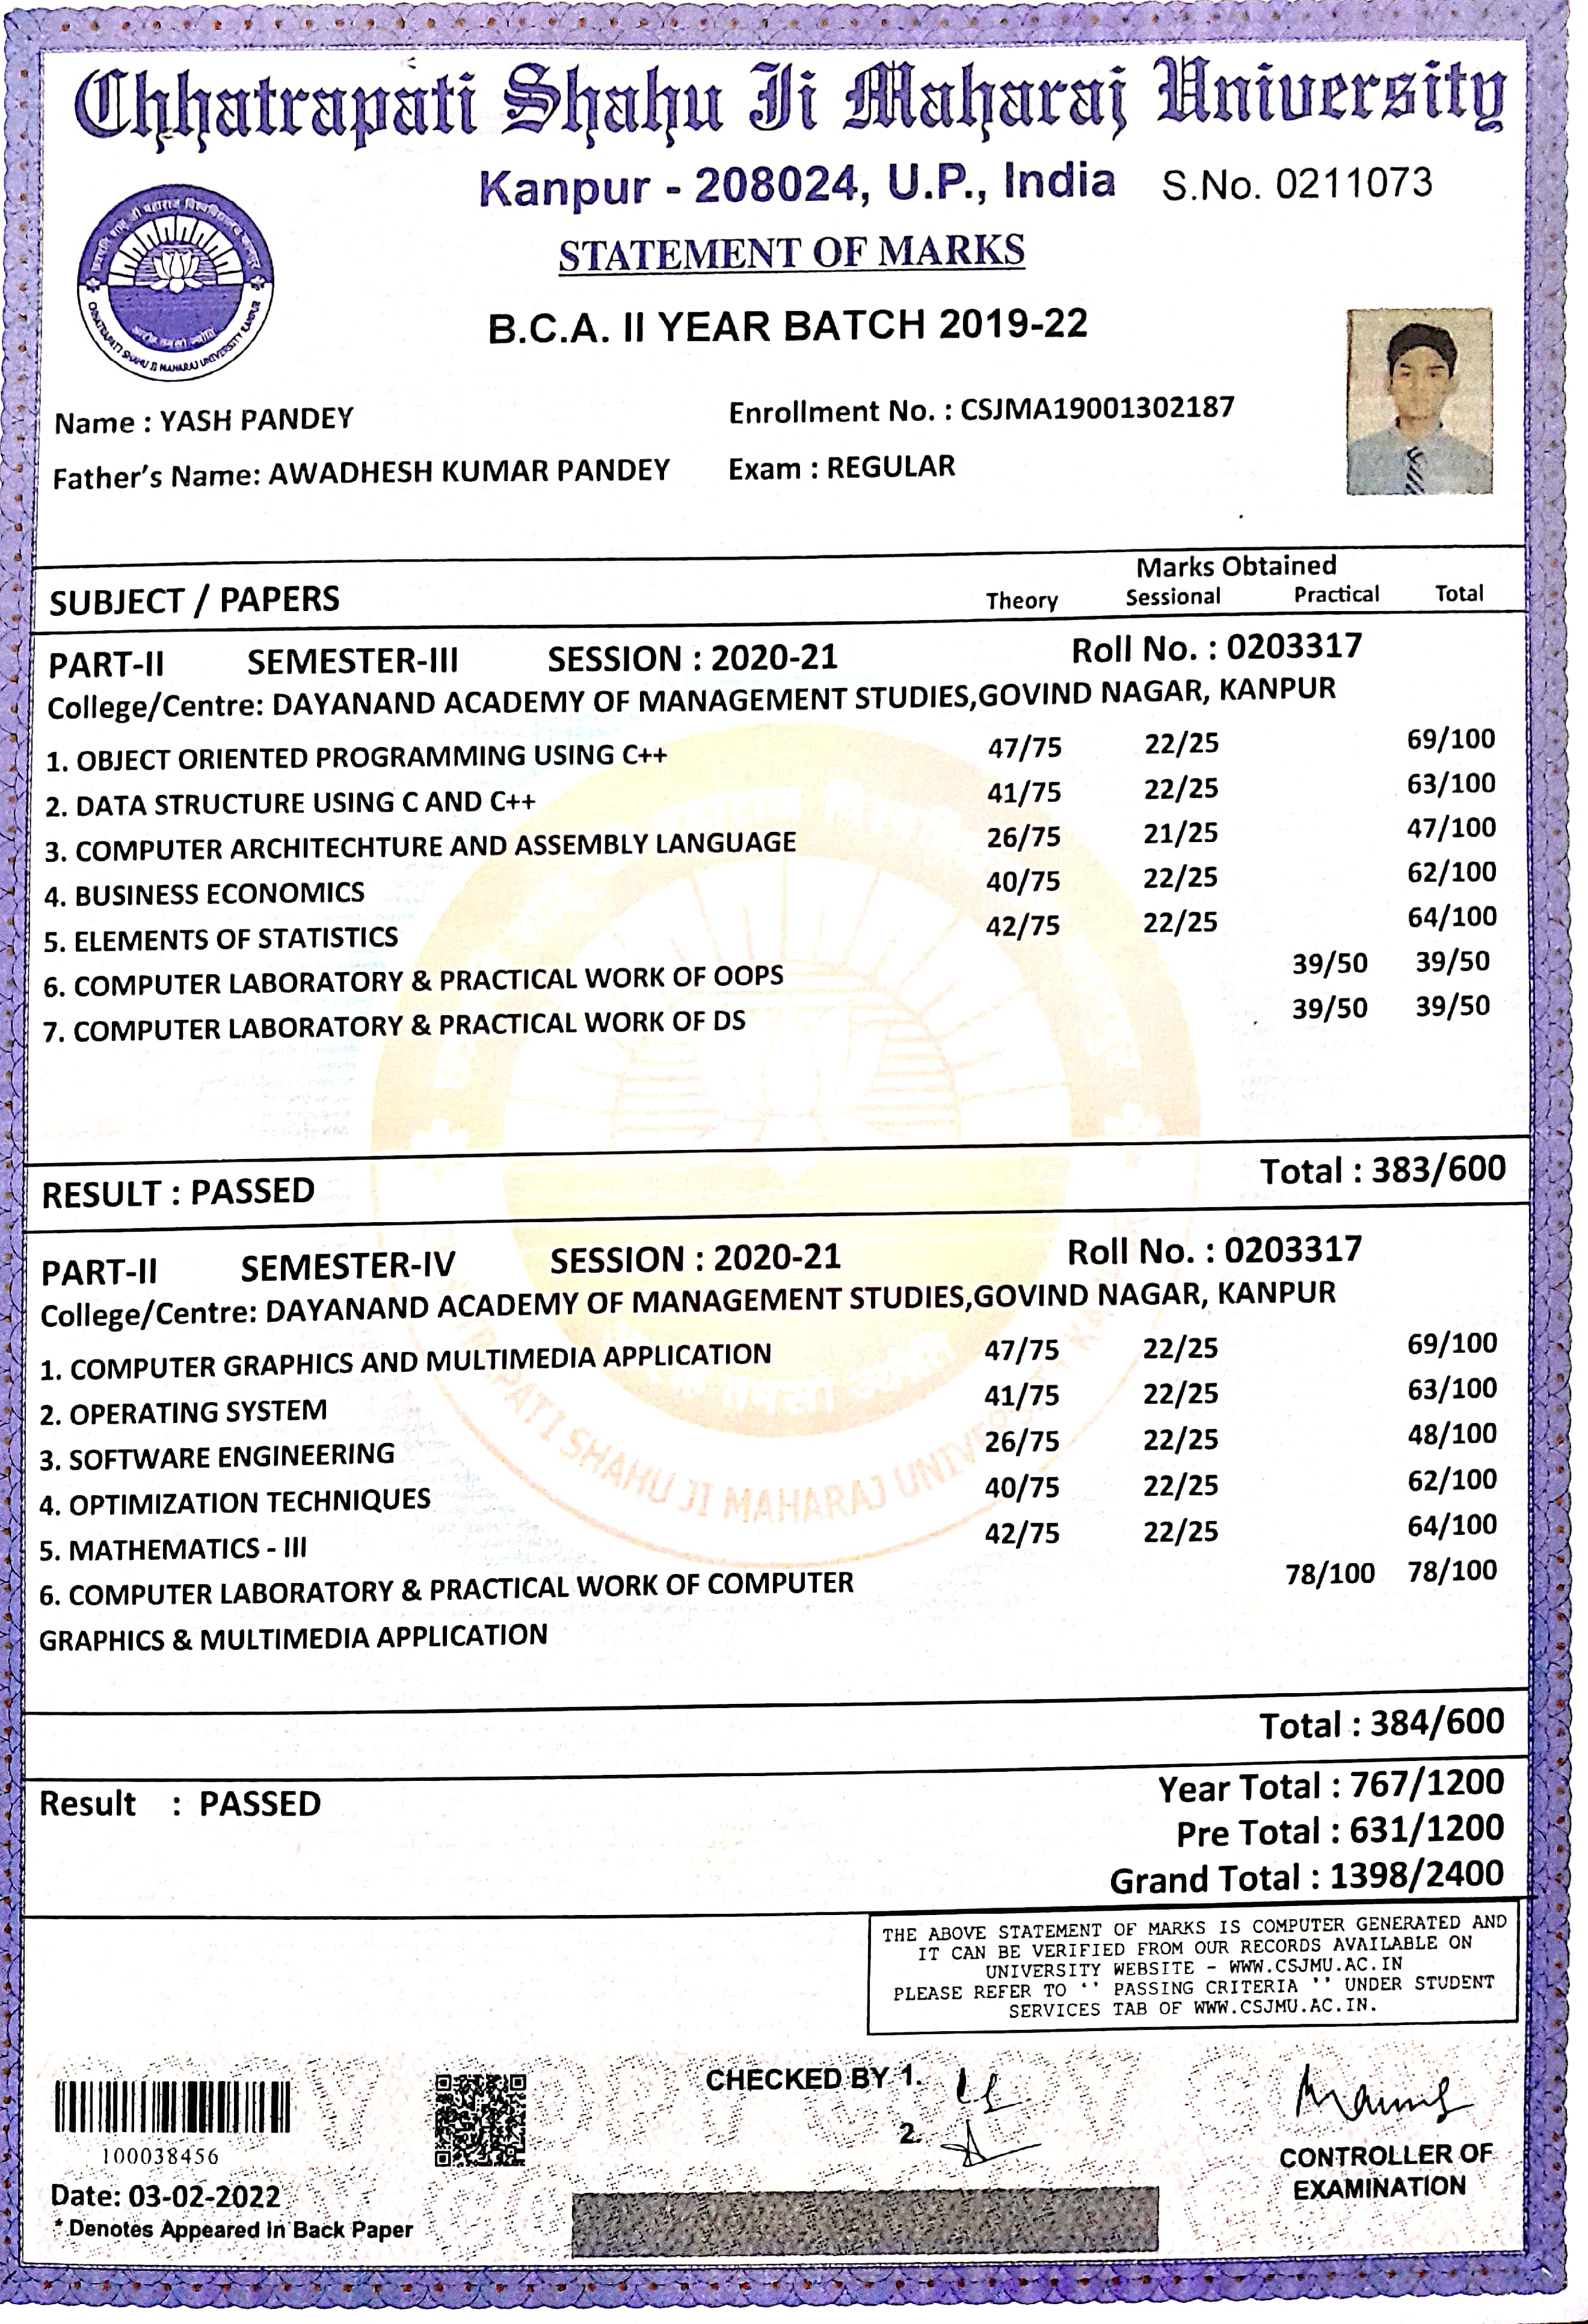 Chhatrapati Shahu Ji Maharaj University
Kanpur - 208024, U.P., India S.No. 0211073
STATEMENT OF MARKS
B.C.A. II YEAR BATCH 2019-22
CHHATRAPATI SHAHU JI MAHARAJ UNIVERSITY KANPUR
Name : YASH PANDEY Enrollment No. : CSJMA19001302187
Father's Name: AWADHESH KUMAR PANDEY Exam : REGULAR
Marks Obtained
SUBJECT / PAPERS Theory Sessional Practical Total
PART-II SEMESTER-III SESSION : 2020-21 Roll No. : 0203317
College/Centre: DAYANAND ACADEMY OF MANAGEMENT STUDIES,GOVIND NAGAR, KANPUR
1. OBJECT ORIENTED PROGRAMMING USING C++ 47/75 22/25 69/100
2. DATA STRUCTURE USING C AND C++ 41/75 22/25 63/100
3. COMPUTER ARCHITECHTURE AND ASSEMBLY LANGUAGE 26/75 21/25 47/100
4. BUSINESS ECONOMICS 40/75 22/25 62/100
5. ELEMENTS OF STATISTICS 42/75 22/25 64/100
6. COMPUTER LABORATORY & PRACTICAL WORK OF OOPS 39/50 39/50
7. COMPUTER LABORATORY & PRACTICAL WORK OF DS 39/50 39/50
RESULT : PASSED Total : 383/600
PART-II SEMESTER-IV SESSION : 2020-21 Roll No. : 0203317
College/Centre: DAYANAND ACADEMY OF MANAGEMENT STUDIES,GOVIND NAGAR, KANPUR
1. COMPUTER GRAPHICS AND MULTIMEDIA APPLICATION 47/75 22/25 69/100
2. OPERATING SYSTEM 41/75 22/25 63/100
3. SOFTWARE ENGINEERING 26/75 22/25 48/100
4. OPTIMIZATION TECHNIQUES 40/75 22/25 62/100
5. MATHEMATICS - III 42/75 22/25 64/100
6. COMPUTER LABORATORY & PRACTICAL WORK OF COMPUTER 78/100 78/100
GRAPHICS & MULTIMEDIA APPLICATION
Total : 384/600
Result : PASSED Year Total : 767/1200
Pre Total : 631/1200
Grand Total : 1398/2400
THE ABOVE STATEMENT OF MARKS IS COMPUTER GENERATED AND
IT CAN BE VERIFIED FROM OUR RECORDS AVAILABLE ON
UNIVERSITY WEBSITE - WWW.CSJMU.AC.IN
PLEASE REFER TO '' PASSING CRITERIA '' UNDER STUDENT
SERVICES TAB OF WWW.CSJMU.AC.IN.
CHECKED BY 1.
2.
100038456
CONTROLLER OF
EXAMINATION
Date: 03-02-2022
* Denotes Appeared In Back Paper